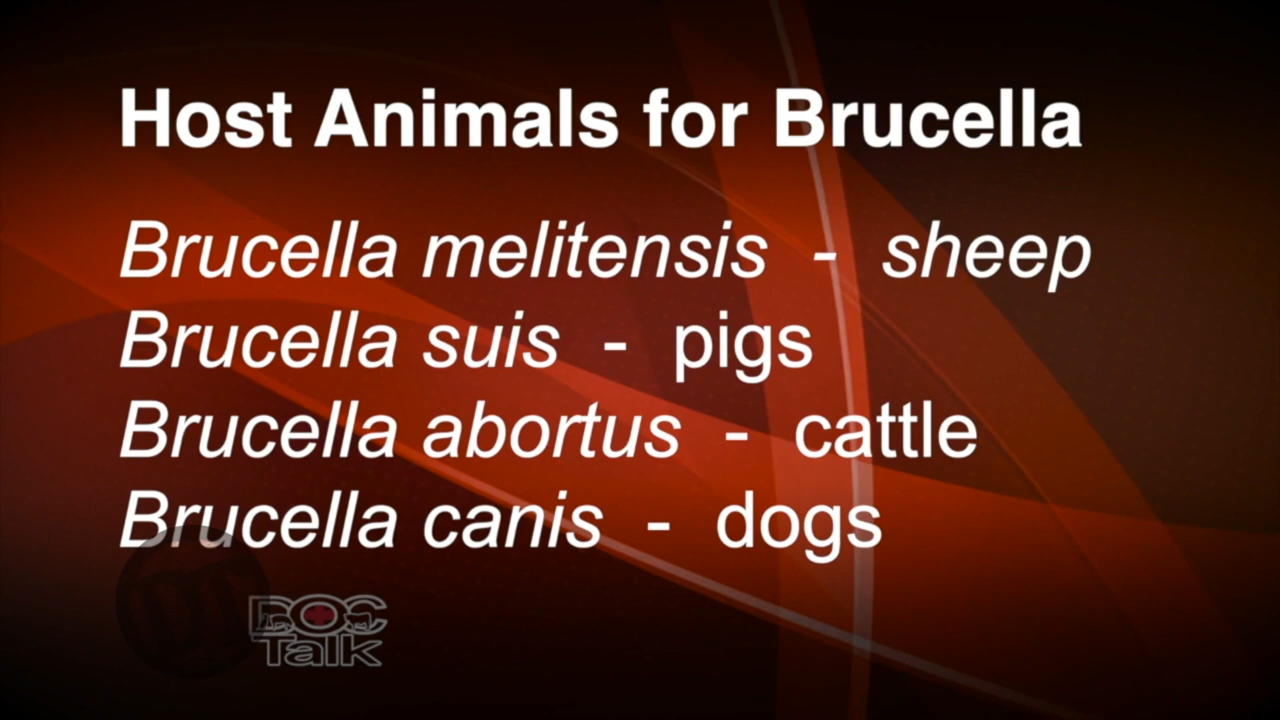 Host Animals for Brucella
Brucella melitensis - sheep
Brucella suis - pigs
Brucella abortus - cattle
Brucella canis - dogs
DOC
Talk